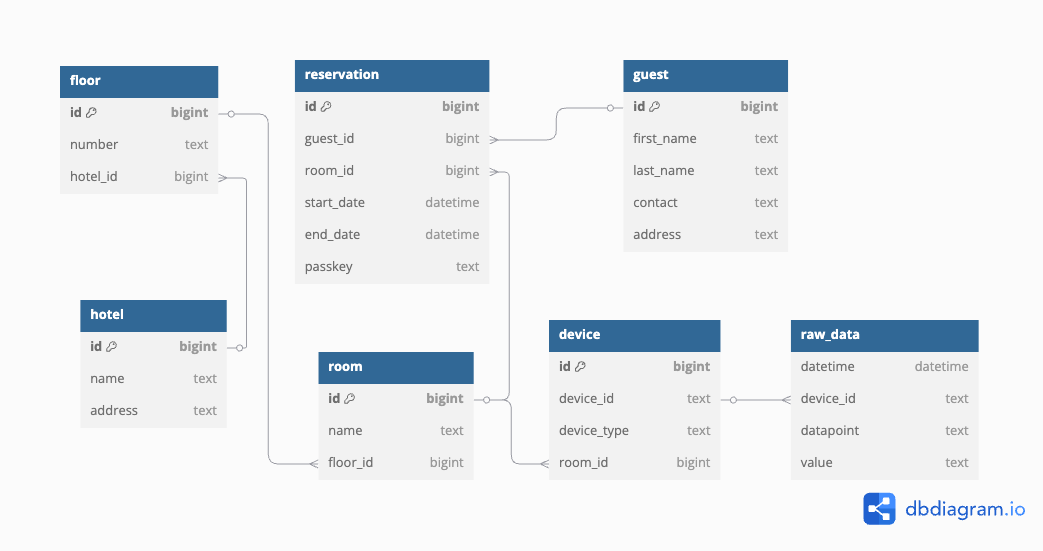 floor
id bigint
number text
hotel_id bigint
reservation
id bigint
guest_id bigint
room_id bigint
start_date datetime
end_date datetime
passkey text
guest
id bigint
first_name text
last_name text
contact text
address text
hotel
id bigint
name text
address text
room
id bigint
name text
floor_id bigint
device
id bigint
device_id text
device_type text
room_id bigint
raw_data
datetime datetime
device_id text
datapoint text
value text
dbdiagram.io